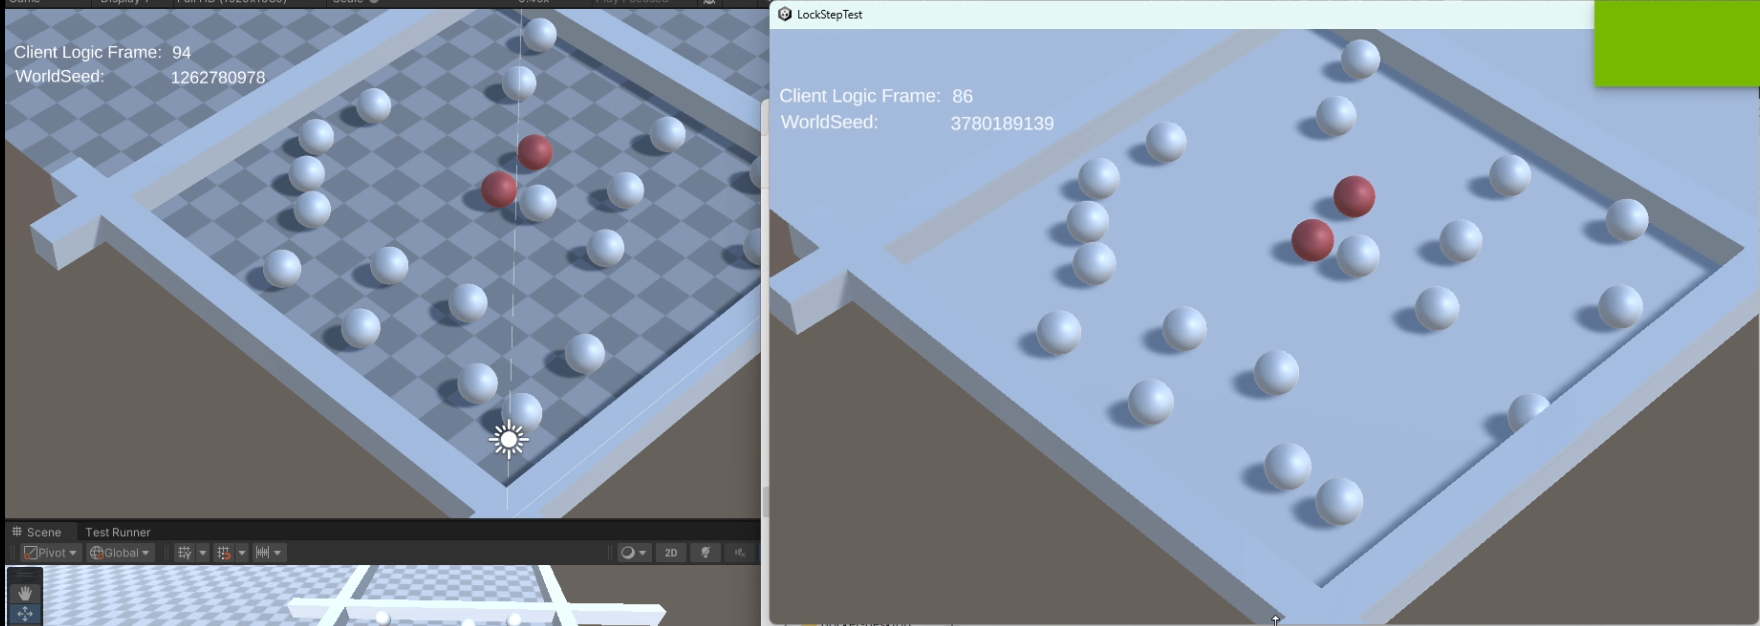 Client Logic Frame: 94
WorldSeed: 1262780978
Scene
Test Runner
Pivot
Global
2D
LockStepTest
Client Logic Frame: 86
WorldSeed: 3780189139